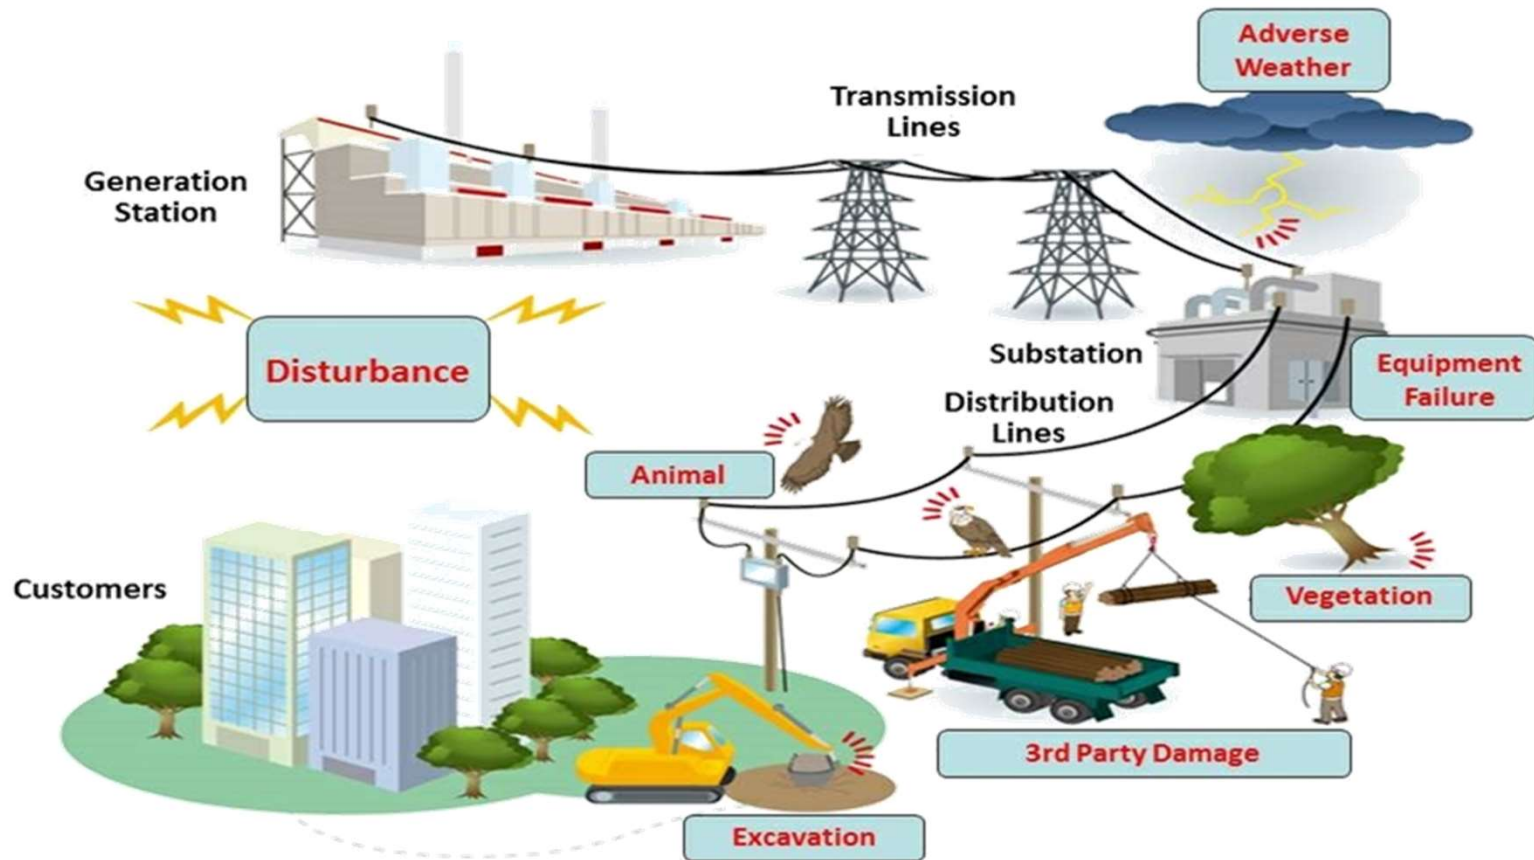 Adverse
Weather
Transmission
Lines
Generation
Station
Substation
Disturbance
Equipment
Failure
Distribution
Lines
Animal
Customers
Vegetation
3rd Party Damage
Excavation